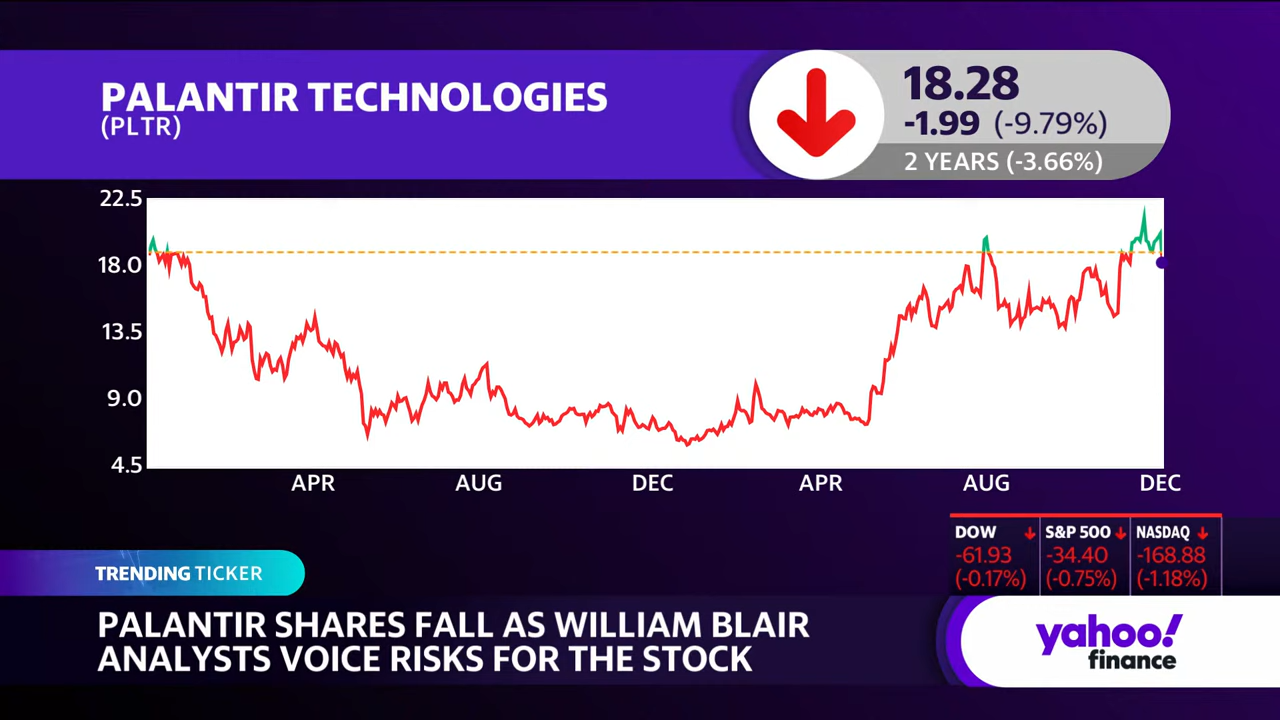 PALANTIR TECHNOLOGIES
(PLTR)
18.28
-1.99 (-9.79%)
2 YEARS (-3.66%)
22.5
18.0
13.5
9.0
4.5
APR AUG DEC APR AUG DEC
DOW S&P 500 NASDAQ
-61.93 -34.40 -168.88
(-0.17%) (-0.75%) (-1.18%)
TRENDING TICKER
PALANTIR SHARES FALL AS WILLIAM BLAIR
ANALYSTS VOICE RISKS FOR THE STOCK
yahoo!
finance